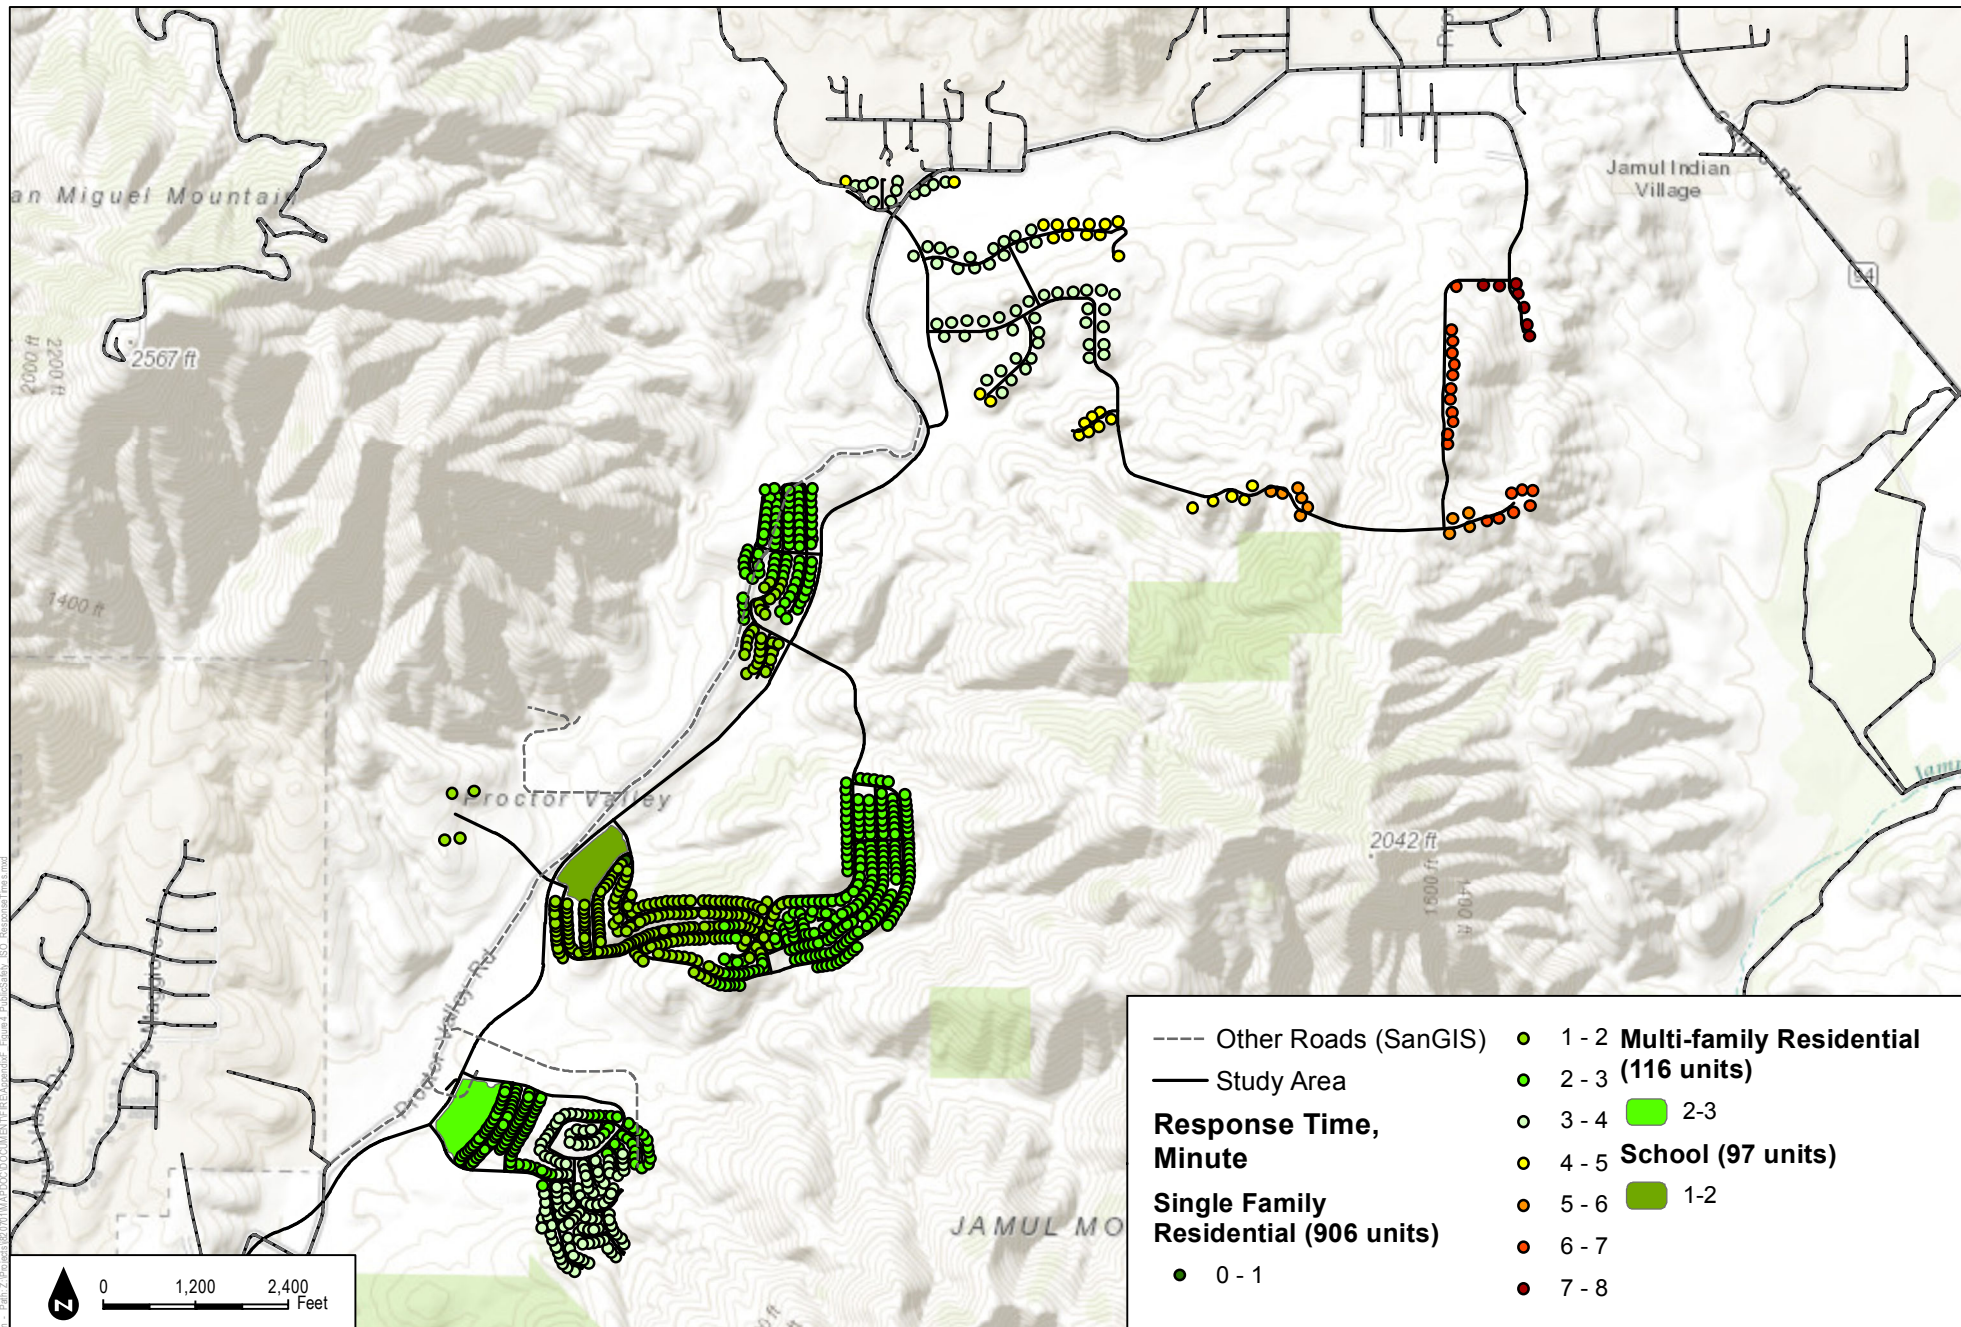 an Miguel Mountain
2567 ft
2000 ft
2200 ft
1400 ft
Jamul Indian
Village
94
Proctor Valley
2042 ft
1600 ft
1400 ft
Proctor Valley Rd
JAMUL MO
Other Roads (SanGIS)
Study Area
Response Time,
Minute
Single Family
Residential (906 units)
0 - 1
1 - 2
2 - 3
3 - 4
4 - 5
5 - 6
6 - 7
7 - 8
Multi-family Residential
(116 units)
2-3
School (97 units)
1-2
Z
0 1,200 2,400
Feet